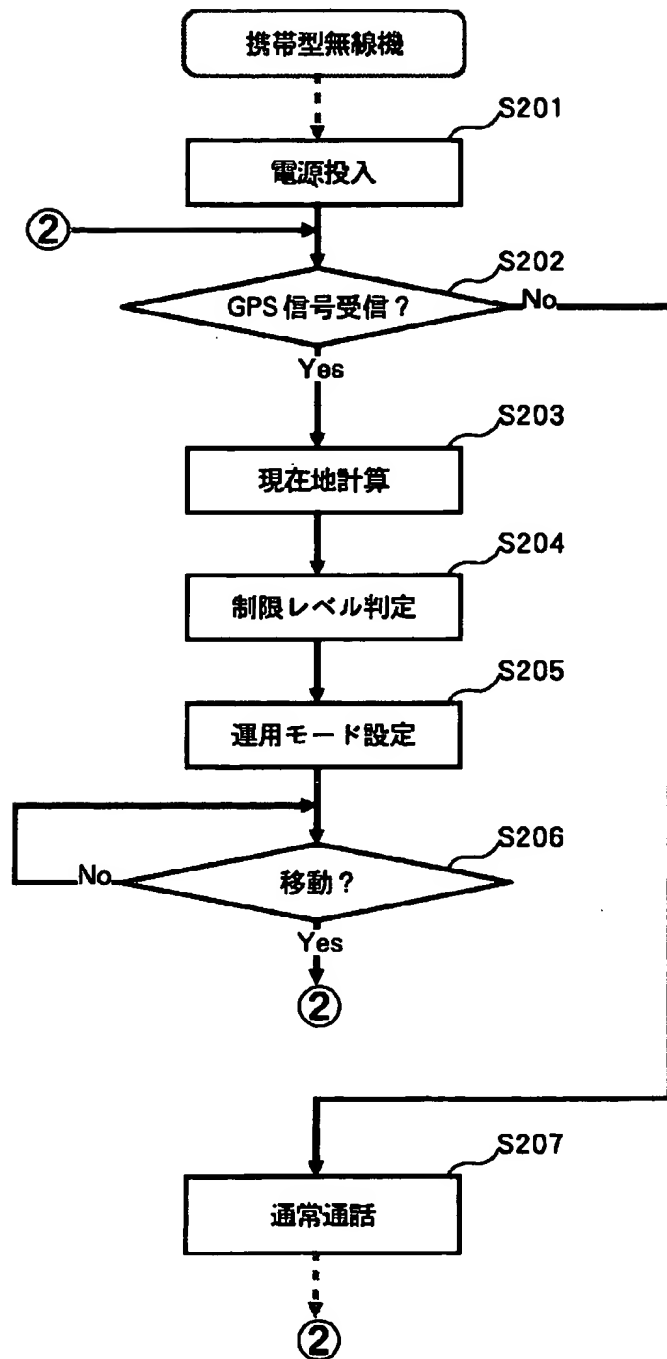 携帯型無線機
S201
電源投入
②
S202
GPS信号受信？
No
Yes
S203
現在地計算
S204
制限レベル判定
S205
運用モード設定
S206
移動？
No
Yes
②
S207
通常通話
②